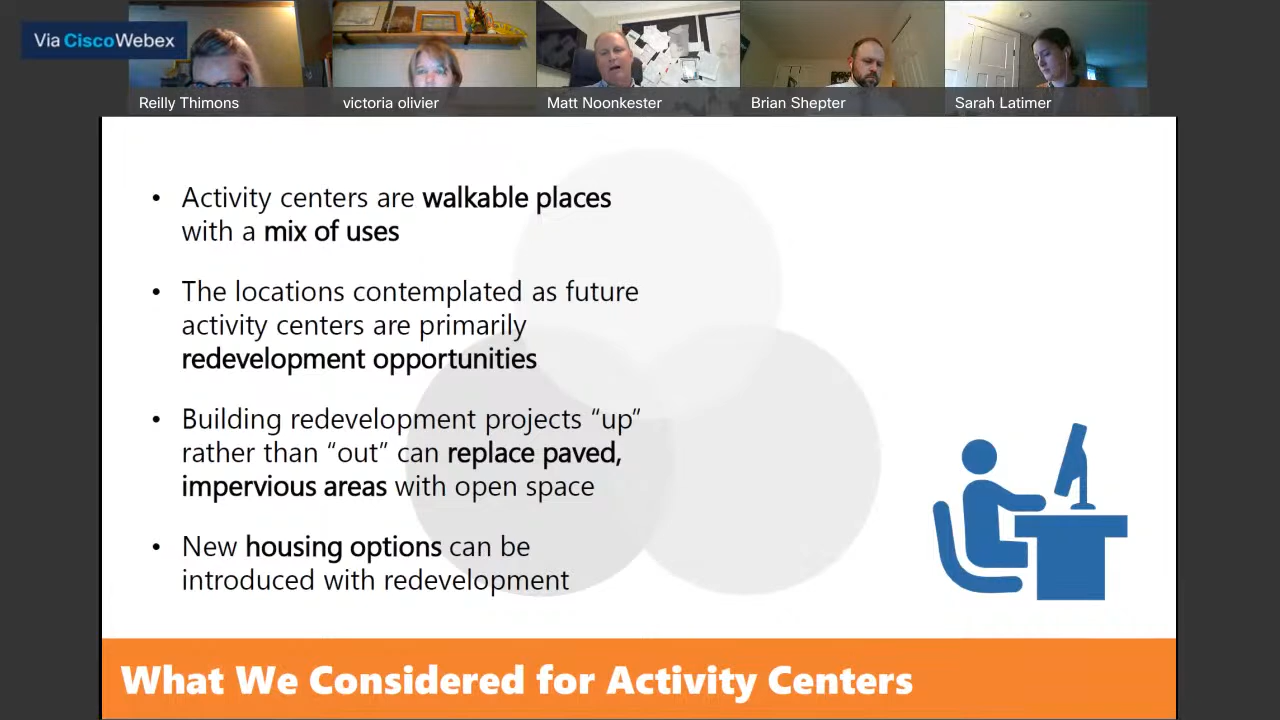 Via CiscoWebex
Reilly Thimons
victoria olivier
Matt Noonkester
Brian Shepter
Sarah Latimer
• Activity centers are walkable places
with a mix of uses
• The locations contemplated as future
activity centers are primarily
redevelopment opportunities
• Building redevelopment projects “up”
rather than “out” can replace paved,
impervious areas with open space
• New housing options can be
introduced with redevelopment
What We Considered for Activity Centers